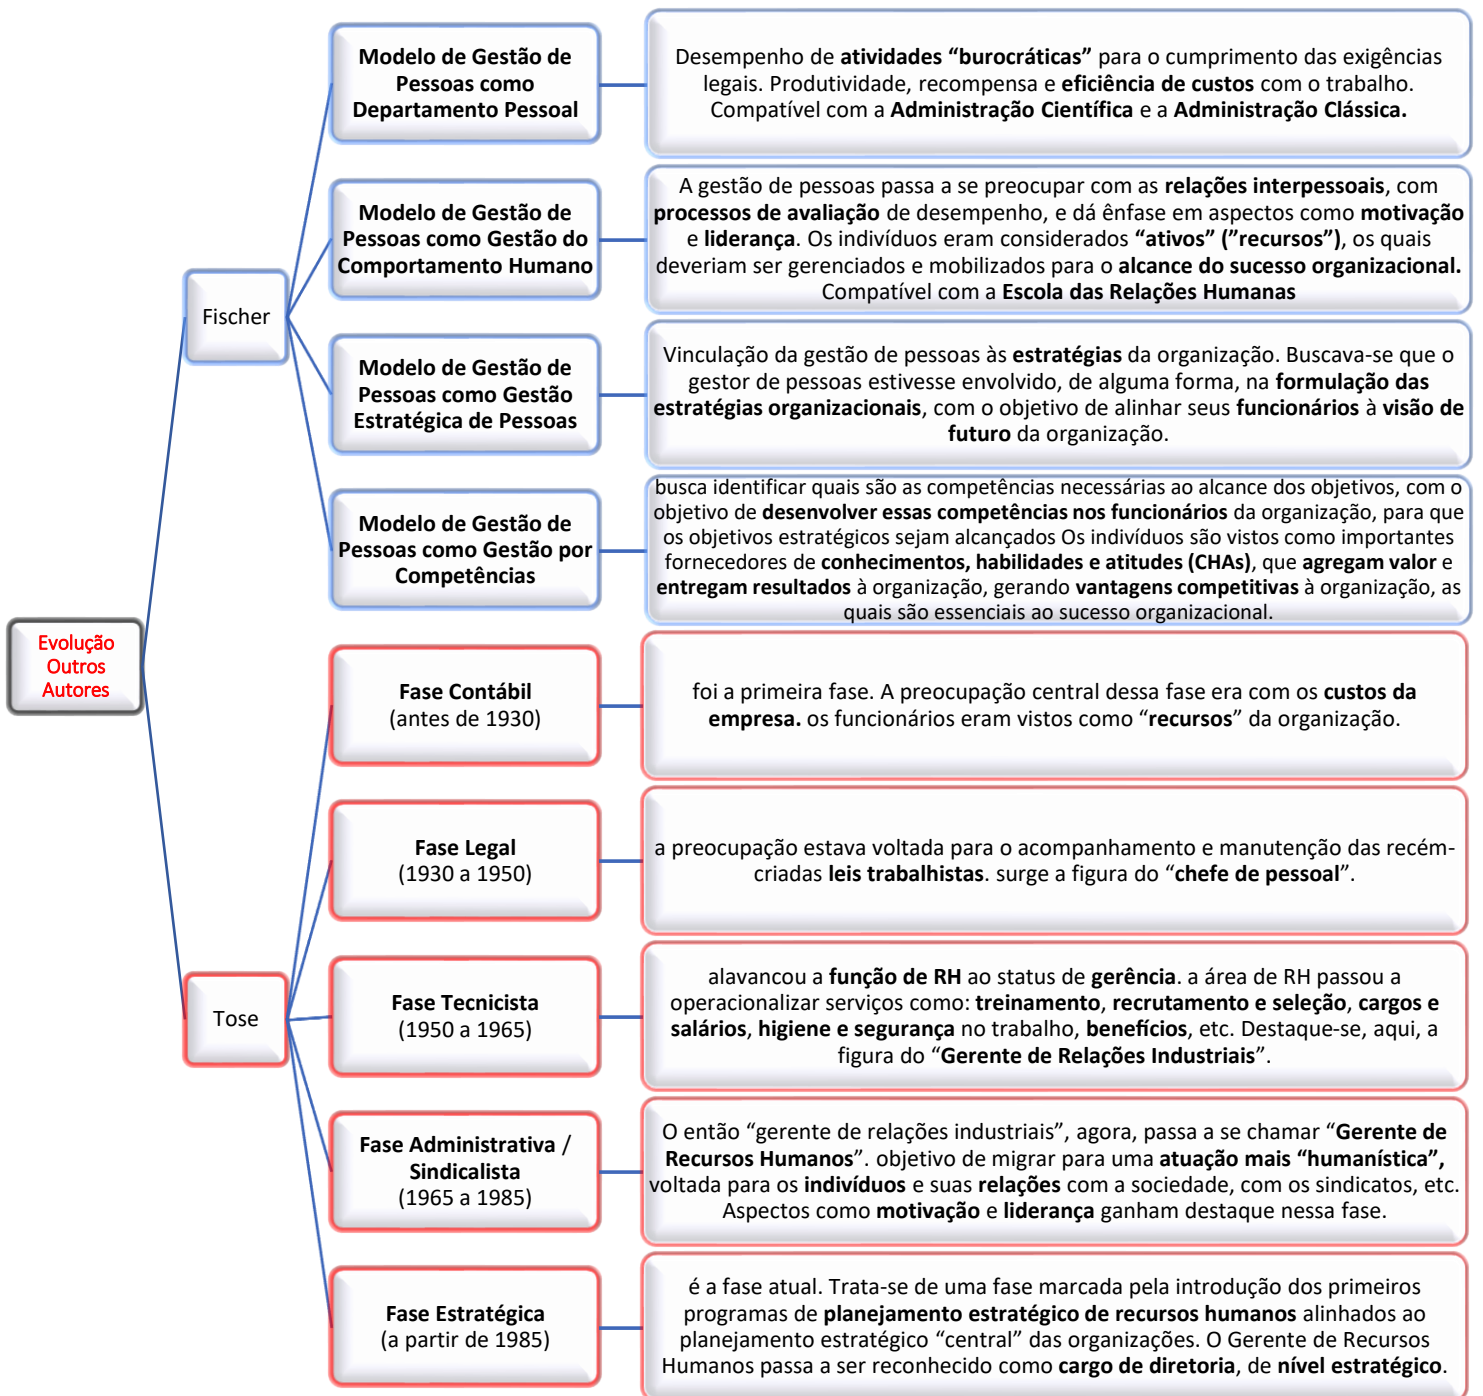 Evolução
Outros
Autores
Fischer
Modelo de Gestão de
Pessoas como
Departamento Pessoal
Desempenho de atividades “burocráticas” para o cumprimento das exigências
legais. Produtividade, recompensa e eficiência de custos com o trabalho.
Compatível com a Administração Científica e a Administração Clássica.
Modelo de Gestão de
Pessoas como Gestão do
Comportamento Humano
A gestão de pessoas passa a se preocupar com as relações interpessoais, com
processos de avaliação de desempenho, e dá ênfase em aspectos como motivação
e liderança. Os indivíduos eram considerados “ativos” (”recursos”), os quais
deveriam ser gerenciados e mobilizados para o alcance do sucesso organizacional.
Compatível com a Escola das Relações Humanas
Modelo de Gestão de
Pessoas como Gestão
Estratégica de Pessoas
Vinculação da gestão de pessoas às estratégias da organização. Buscava-se que o
gestor de pessoas estivesse envolvido, de alguma forma, na formulação das
estratégias organizacionais, com o objetivo de alinhar seus funcionários à visão de
futuro da organização.
Modelo de Gestão de
Pessoas como Gestão por
Competências
busca identificar quais são as competências necessárias ao alcance dos objetivos, com o
objetivo de desenvolver essas competências nos funcionários da organização, para que
os objetivos estratégicos sejam alcançados Os indivíduos são vistos como importantes
fornecedores de conhecimentos, habilidades e atitudes (CHAs), que agregam valor e
entregam resultados à organização, gerando vantagens competitivas à organização, as
quais são essenciais ao sucesso organizacional.
Tose
Fase Contábil
(antes de 1930)
foi a primeira fase. A preocupação central dessa fase era com os custos da
empresa. os funcionários eram vistos como “recursos” da organização.
Fase Legal
(1930 a 1950)
a preocupação estava voltada para o acompanhamento e manutenção das recém-
criadas leis trabalhistas. surge a figura do “chefe de pessoal”.
Fase Tecnicista
(1950 a 1965)
alavancou a função de RH ao status de gerência. a área de RH passou a
operacionalizar serviços como: treinamento, recrutamento e seleção, cargos e
salários, higiene e segurança no trabalho, benefícios, etc. Destaque-se, aqui, a
figura do “Gerente de Relações Industriais”.
Fase Administrativa /
Sindicalista
(1965 a 1985)
O então “gerente de relações industriais”, agora, passa a se chamar “Gerente de
Recursos Humanos”. objetivo de migrar para uma atuação mais “humanística”,
voltada para os indivíduos e suas relações com a sociedade, com os sindicatos, etc.
Aspectos como motivação e liderança ganham destaque nessa fase.
Fase Estratégica
(a partir de 1985)
é a fase atual. Trata-se de uma fase marcada pela introdução dos primeiros
programas de planejamento estratégico de recursos humanos alinhados ao
planejamento estratégico “central” das organizações. O Gerente de Recursos
Humanos passa a ser reconhecido como cargo de diretoria, de nível estratégico.